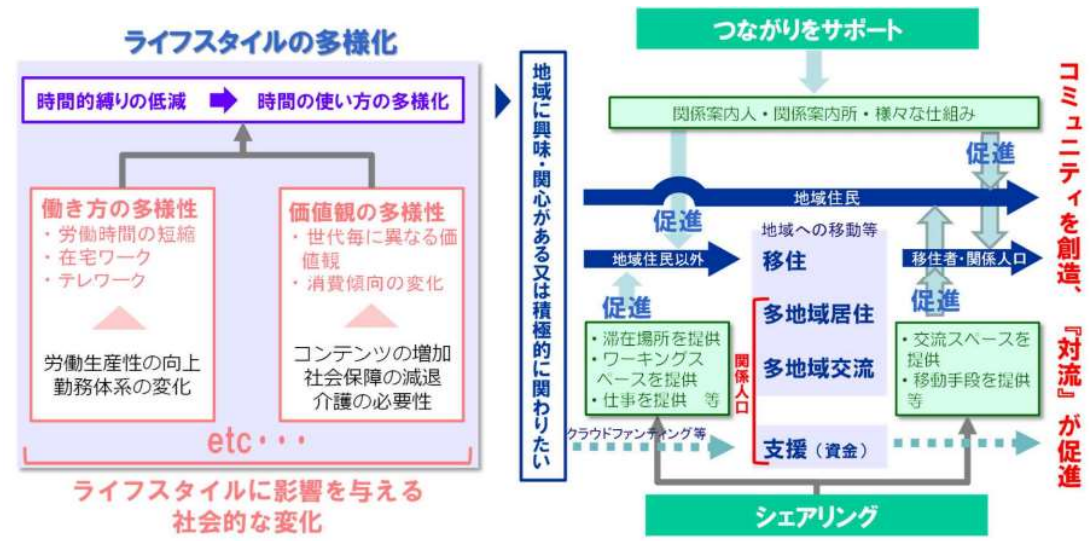 ライフスタイルの多様化
時間的縛りの低減
時間の使い方の多様化
働き方の多様性
・労働時間の短縮
・在宅ワーク
・テレワーク
労働生産性の向上
勤務体系の変化
価値観の多様性
・世代毎に異なる価
値観
・消費傾向の変化
コンテンツの増加
社会保障の減退
介護の必要性
etc・・・
ライフスタイルに影響を与える
社会的な変化
地域に興味・関心がある又は積極的に関わりたい
つながりをサポート
関係案内人・関係案内所・様々な仕組み
促進
地域住民
促進
地域への移動等
地域住民以外
移住
移住者・関係人口
促進
促進
多地域居住
多地域交流
関係人口
・滞在場所を提供
・ワーキングス
ペースを提供
・仕事を提供 等
・交流スペースを
提供
・移動手段を提供
等
クラウドファンディング等
支援（資金）
シェアリング
コミュニティを創造、『対流』が促進